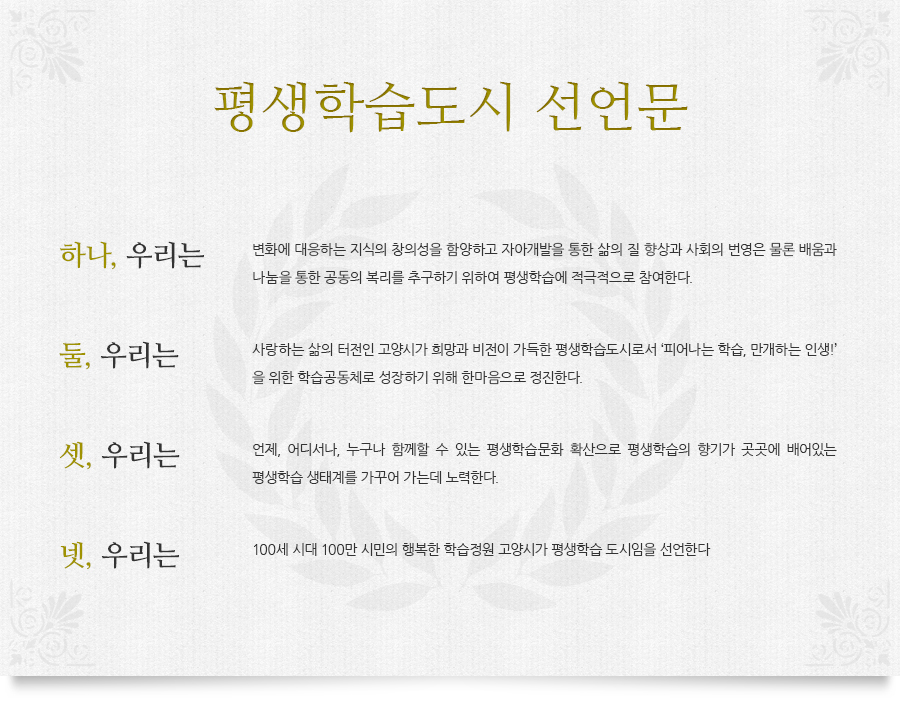 평생학습도시 선언문
하나, 우리는
변화에 대응하는 지식의 창의성을 함양하고 자아개발을 통한 삶의 질 향상과 사회의 번영은 물론 배움과
나눔을 통한 공동의 복리를 추구하기 위하여 평생학습에 적극적으로 참여한다.
둘, 우리는
사랑하는 삶의 터전인 고양시가 희망과 비전이 가득한 평생학습도시로서 ‘피어나는 학습, 만개하는 인생!’
을 위한 학습공동체로 성장하기 위해 한마음으로 정진한다.
셋, 우리는
언제, 어디서나, 누구나 함께할 수 있는 평생학습문화 확산으로 평생학습의 향기가 곳곳에 배어있는
평생학습 생태계를 가꾸어 가는데 노력한다.
넷, 우리는
100세 시대 100만 시민의 행복한 학습정원 고양시가 평생학습 도시임을 선언한다